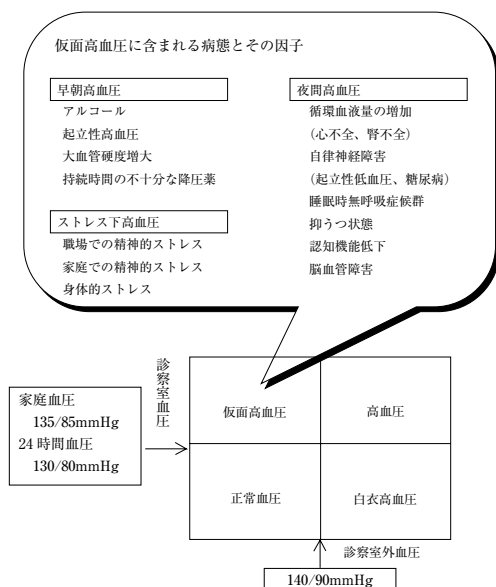 仮面高血圧に含まれる病態とその因子
早朝高血圧
アルコール
起立性高血圧
大血管硬度増大
持続時間の不十分な降圧薬
ストレス下高血圧
職場での精神的ストレス
家庭での精神的ストレス
身体的ストレス
夜間高血圧
循環血液量の増加
(心不全、腎不全)
自律神経障害
(起立性低血圧、糖尿病)
睡眠時無呼吸症候群
抑うつ状態
認知機能低下
脳血管障害
診察室血圧
家庭血圧
135/85mmHg
24時間血圧
130/80mmHg
仮面高血圧
高血圧
正常血圧
白衣高血圧
診察室外血圧
140/90mmHg